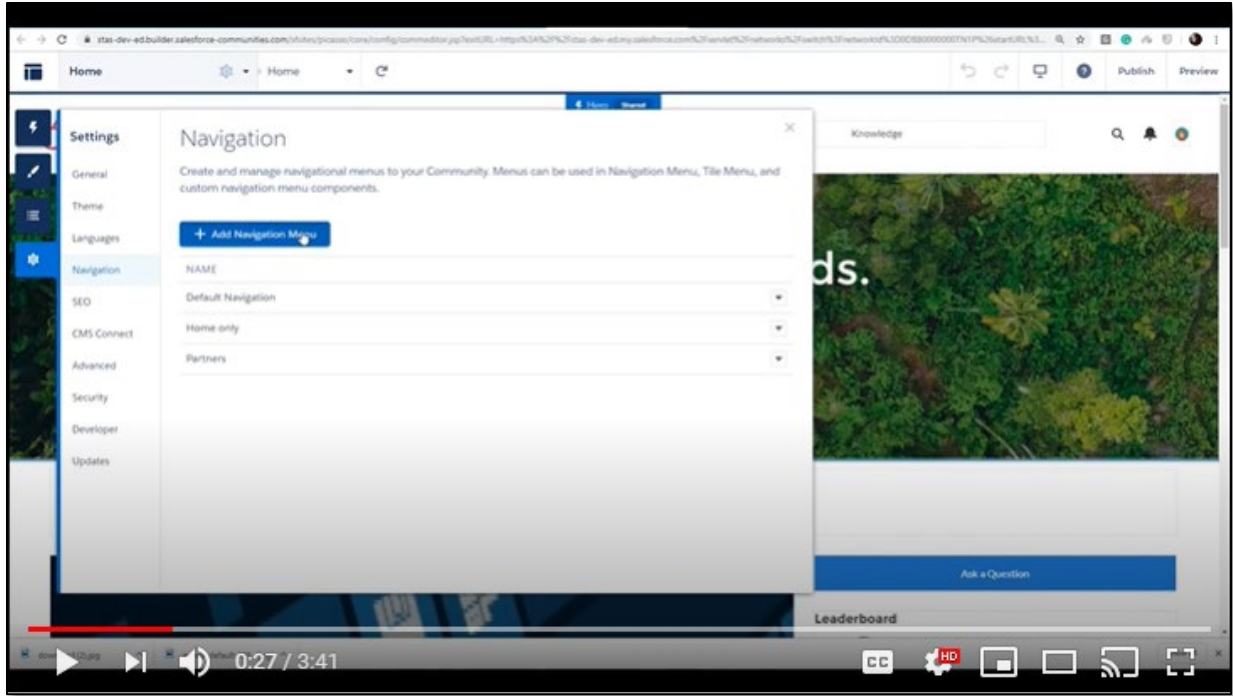 Home
Home
Publish
Preview
Hero
Shared
Settings
General
Theme
Languages
Navigation
SEO
CMS Connect
Advanced
Security
Developer
Updates
Navigation
Create and manage navigational menus to your Community. Menus can be used in Navigation Menu, Tile Menu, and
custom navigation menu components.
+ Add Navigation Menu
NAME
Default Navigation
Home only
Partners
Knowledge
ds.
Ask a Question
Leaderboard
0:27 / 3:41
CC
HD